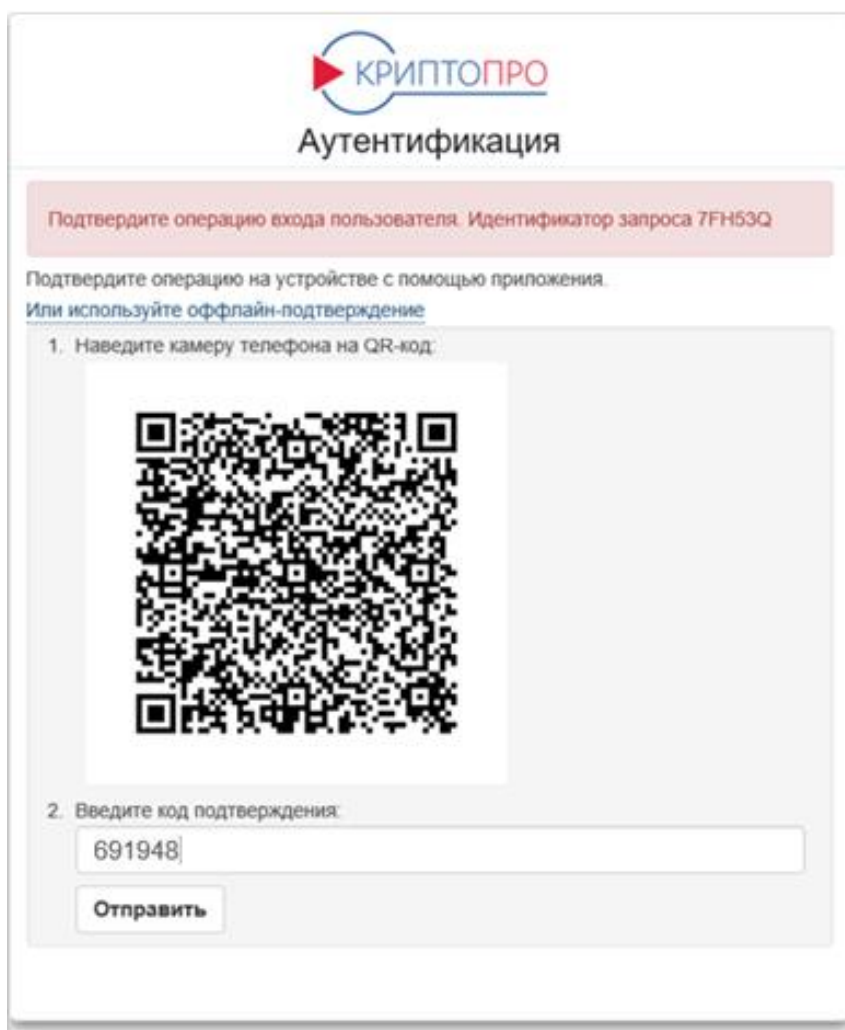 КРИПТОПРО
Аутентификация
Подтвердите операцию входа пользователя. Идентификатор запроса 7FH53Q
Подтвердите операцию на устройстве с помощью приложения.
Или используйте оффлайн-подтверждение
1. Наведите камеру телефона на QR-код:
2. Введите код подтверждения:
691948
Отправить